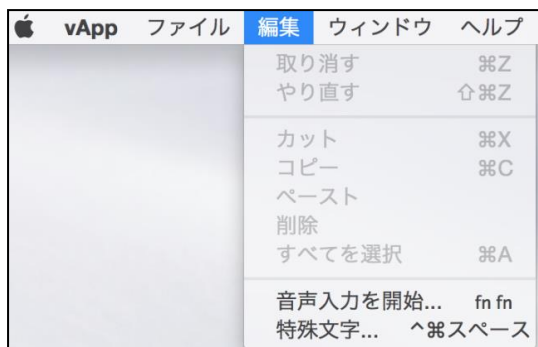 vApp ファイル 編集 ウィンドウ ヘルプ
取り消す ⌘Z
やり直す ⇧⌘Z
カット ⌘X
コピー ⌘C
ペースト
削除
すべてを選択 ⌘A
音声入力を開始... fn fn
特殊文字... ^⌘スペース